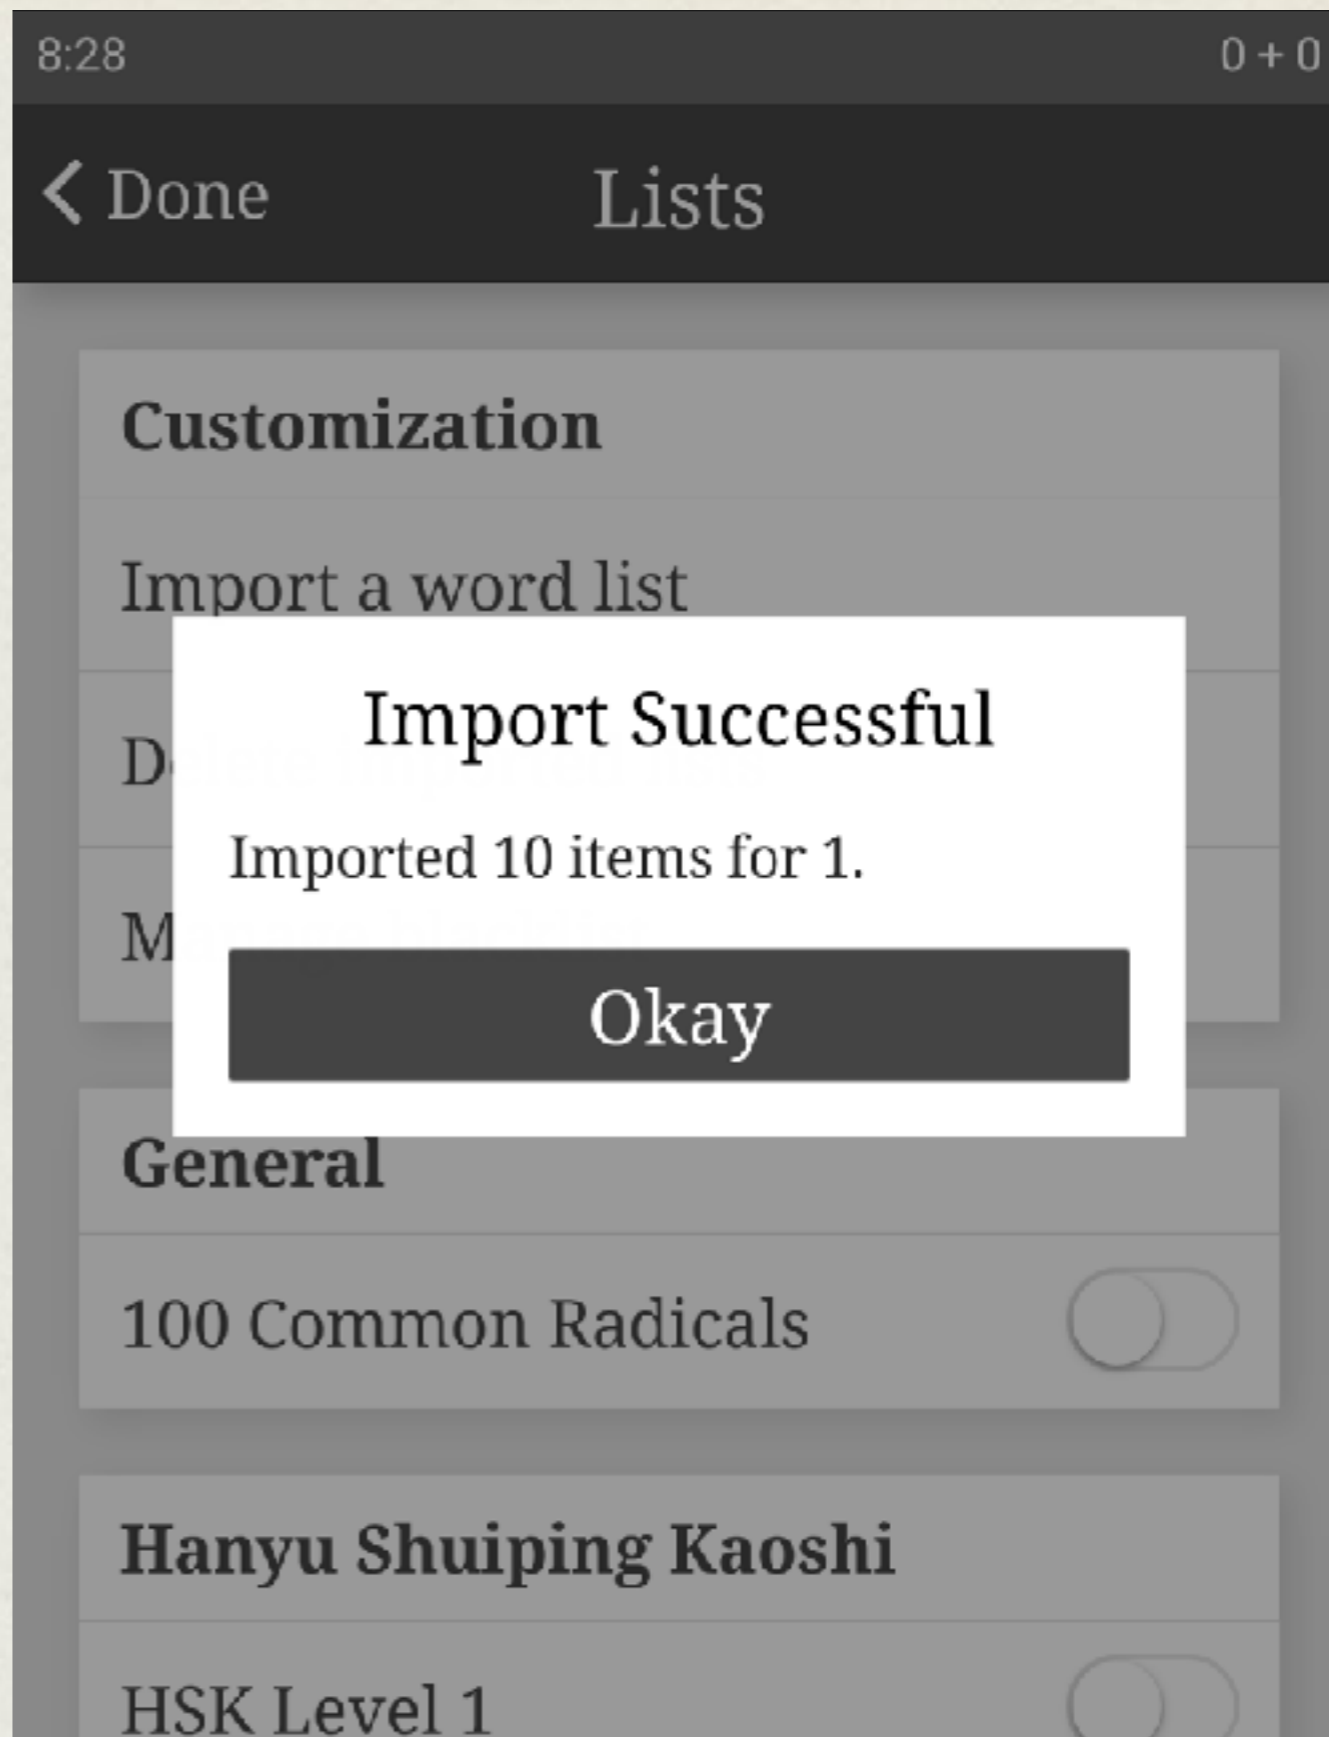 8:28
0 + 0
Done
Lists
Customization
Import a word list
Import Successful
Imported 10 items for 1.
Okay
General
100 Common Radicals
Hanyu Shuiping Kaoshi
HSK Level 1